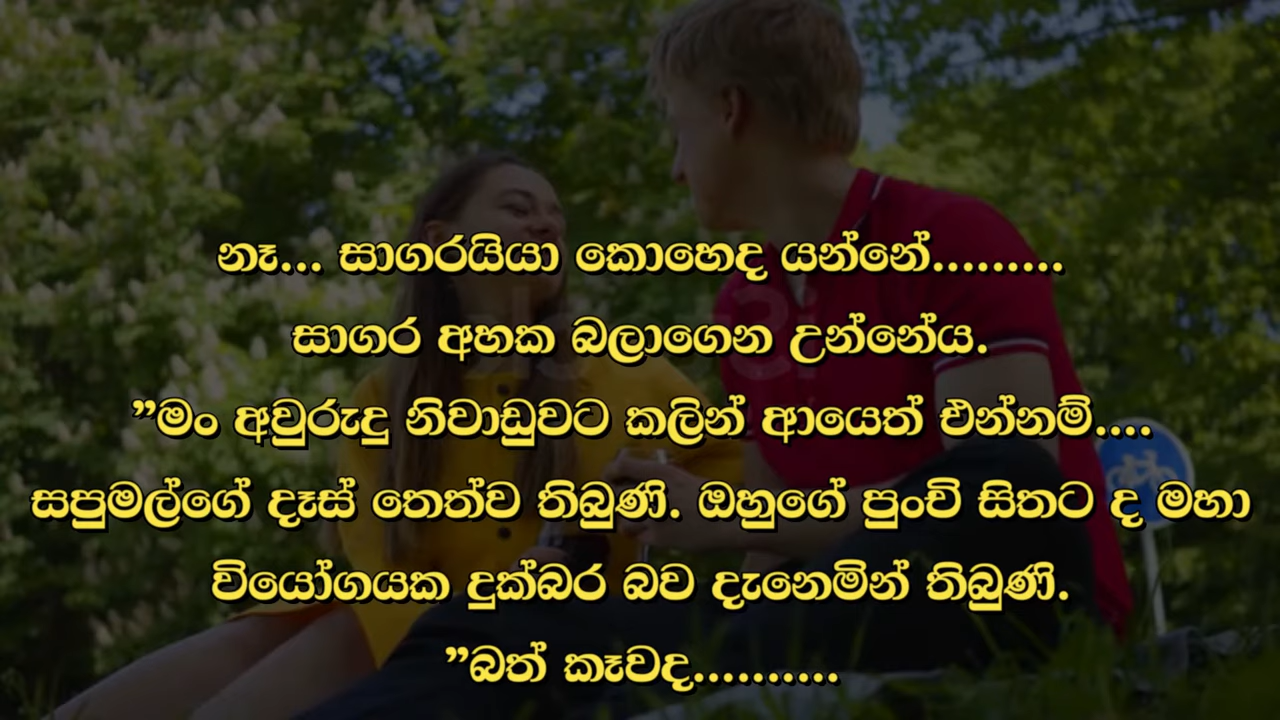 නෑ... සාගරයියා කොහෙද යන්නේ.........
සාගර අහක බලාගෙන උන්නේය.
”මං අවුරුදු නිවාඩුවට කලින් ආයෙත් එන්නම්....
සපුමල්ගේ දෑස් තෙත්ව තිබුණි. ඔහුගේ පුංචි සිතට ද මහා
වියෝගයක දුක්බර බව දැනෙමින් තිබුණි.
”බත් කෑවද..........